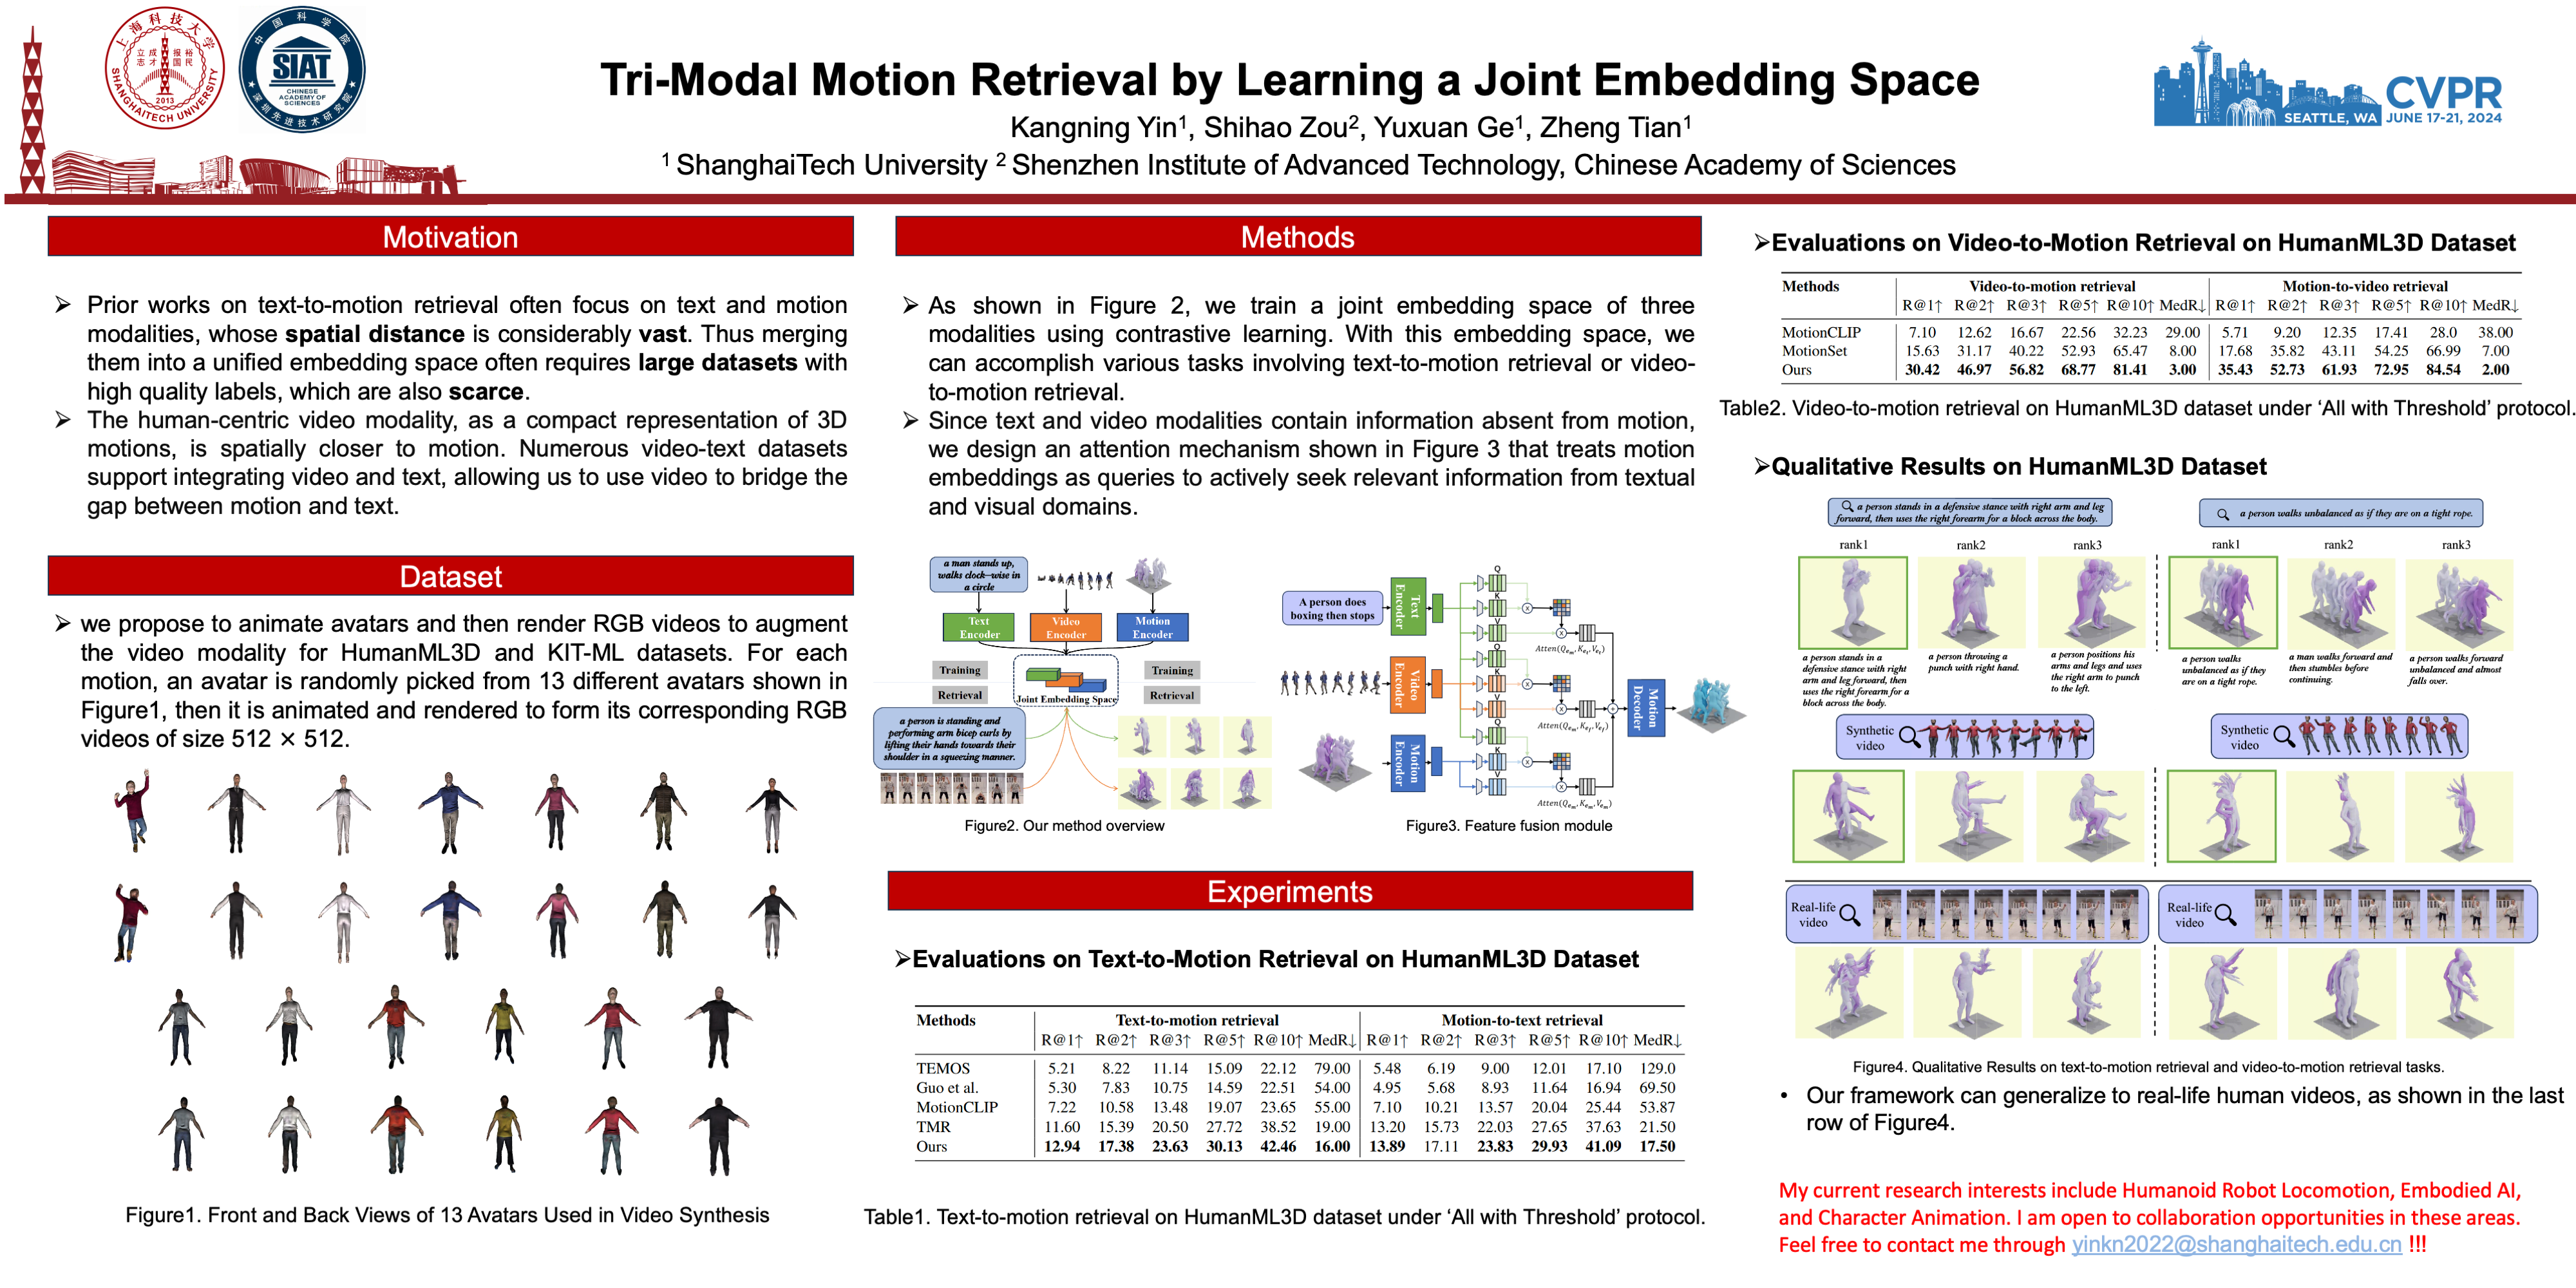 上海科技大学
立成报裕
志才国民
2013
SHANGHAITECH UNIVERSITY
中国科学院
SIAT
CHINESE
ACADEMY OF
SCIENCES
深圳先进技术研究院
Tri-Modal Motion Retrieval by Learning a Joint Embedding Space
Kangning Yin1, Shihao Zou2, Yuxuan Ge1, Zheng Tian1
1 ShanghaiTech University 2 Shenzhen Institute of Advanced Technology, Chinese Academy of Sciences
CVPR
SEATTLE, WA JUNE 17-21, 2024
Motivation
➢ Prior works on text-to-motion retrieval often focus on text and motion
modalities, whose spatial distance is considerably vast. Thus merging
them into a unified embedding space often requires large datasets with
high quality labels, which are also scarce.
➢ The human-centric video modality, as a compact representation of 3D
motions, is spatially closer to motion. Numerous video-text datasets
support integrating video and text, allowing us to use video to bridge the
gap between motion and text.
Dataset
➢ we propose to animate avatars and then render RGB videos to augment
the video modality for HumanML3D and KIT-ML datasets. For each
motion, an avatar is randomly picked from 13 different avatars shown in
Figure1, then it is animated and rendered to form its corresponding RGB
videos of size 512 × 512.
Figure1. Front and Back Views of 13 Avatars Used in Video Synthesis
Methods
➢ As shown in Figure 2, we train a joint embedding space of three
modalities using contrastive learning. With this embedding space, we
can accomplish various tasks involving text-to-motion retrieval or video-
to-motion retrieval.
➢ Since text and video modalities contain information absent from motion,
we design an attention mechanism shown in Figure 3 that treats motion
embeddings as queries to actively seek relevant information from textual
and visual domains.
a man stands up,
walks clock-wise in
a circle
Text
Encoder
Video
Encoder
Motion
Encoder
Training
Training
Retrieval
Retrieval
Joint Embedding Space
a person is standing and
performing arm bicep curls by
lifting their hands towards their
shoulder in a squeezing manner.
Figure2. Our method overview
A person does
boxing then stops
Text
Encoder
Video
Encoder
Motion
Encoder
Q
K
V
Q
K
V
Q
K
V
Motion
Decoder
Figure3. Feature fusion module
Experiments
➢Evaluations on Text-to-Motion Retrieval on HumanML3D Dataset
Methods Text-to-motion retrieval Motion-to-text retrieval
R@1↑ R@2↑ R@3↑ R@5↑ R@10↑ MedR↓ R@1↑ R@2↑ R@3↑ R@5↑ R@10↑ MedR↓
TEMOS 5.21 8.22 11.14 15.09 22.12 79.00 5.48 6.19 9.00 12.01 17.10 129.0
Guo et al. 5.30 7.83 10.75 14.59 22.51 54.00 4.95 5.68 8.93 11.64 16.94 69.50
MotionCLIP 7.22 10.58 13.48 19.07 23.65 55.00 7.10 10.21 13.57 20.04 25.44 53.87
TMR 11.60 15.39 20.50 27.72 38.52 19.00 13.20 15.73 22.03 27.65 37.63 21.50
Ours 12.94 17.38 23.63 30.13 42.46 16.00 13.89 17.11 23.83 29.93 41.09 17.50
Table1. Text-to-motion retrieval on HumanML3D dataset under ‘All with Threshold’ protocol.
➢Evaluations on Video-to-Motion Retrieval on HumanML3D Dataset
Methods Video-to-motion retrieval Motion-to-video retrieval
R@1↑ R@2↑ R@3↑ R@5↑ R@10↑ MedR↓ R@1↑ R@2↑ R@3↑ R@5↑ R@10↑ MedR↓
MotionCLIP 7.10 12.62 16.67 22.56 32.23 29.00 5.71 9.20 12.35 17.41 28.0 38.00
MotionSet 15.63 31.17 40.22 52.93 65.47 8.00 17.68 35.82 43.11 54.25 66.99 7.00
Ours 30.42 46.97 56.82 68.77 81.41 3.00 35.43 52.73 61.93 72.95 84.54 2.00
Table2. Video-to-motion retrieval on HumanML3D dataset under ‘All with Threshold’ protocol.
➢Qualitative Results on HumanML3D Dataset
a person stands in a defensive stance with right arm and leg
forward, then uses the right forearm for a block across the body.
a person walks unbalanced as if they are on a tight rope.
rank1 rank2 rank3 rank1 rank2 rank3
a person stands in a
defensive stance with right
arm and leg forward, then
uses the right forearm for a
block across the body.
a person throwing a
punch with right hand.
a person positions his
arms and legs and uses
the right arm to punch
to the left.
a person walks
unbalanced as if they
are on a tight rope.
a man walks forward and
then stumbles before
continuing.
a person walks forward
unbalanced and almost
falls over.
Synthetic
video
Synthetic
video
Real-life
video
Real-life
video
Figure4. Qualitative Results on text-to-motion retrieval and video-to-motion retrieval tasks.
• Our framework can generalize to real-life human videos, as shown in the last
row of Figure4.
My current research interests include Humanoid Robot Locomotion, Embodied AI,
and Character Animation. I am open to collaboration opportunities in these areas.
Feel free to contact me through yinkn2022@shanghaitech.edu.cn !!!